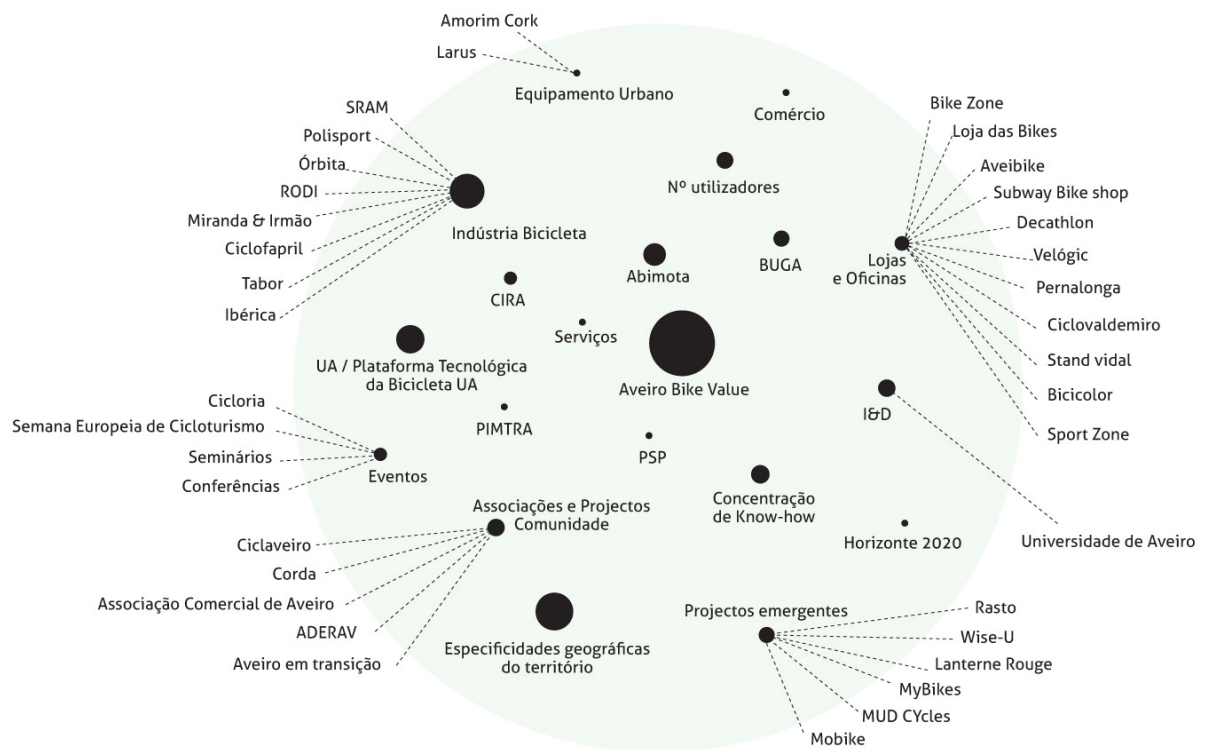 Amorim Cork
Larus
Equipamento Urbano
Comércio
SRAM
Polisport
Órbita
RODI
Miranda & Irmão
Ciclofapril
Tabor
Ibérica
Indústria Bicicleta
Nº utilizadores
Bike Zone
Loja das Bikes
Aveibike
Subway Bike shop
Decathlon
Velógic
Pernalonga
Ciclovaldemiro
Stand vidal
Bicicolor
Sport Zone
Lojas
e Oficinas
BUGA
Abimota
CIRA
Serviços
UA / Plataforma Tecnológica
da Bicicleta UA
Aveiro Bike Value
I&D
Universidade de Aveiro
PIMTRA
PSP
Cicloria
Semana Europeia de Cicloturismo
Seminários
Conferências
Eventos
Associações e Projectos
Comunidade
Concentração
de Know-how
Horizonte 2020
Ciclaveiro
Corda
Associação Comercial de Aveiro
ADERAV
Aveiro em transição
Especificidades geográficas
do território
Projectos emergentes
Rasto
Wise-U
Lanterne Rouge
MyBikes
MUD CYcles
Mobike